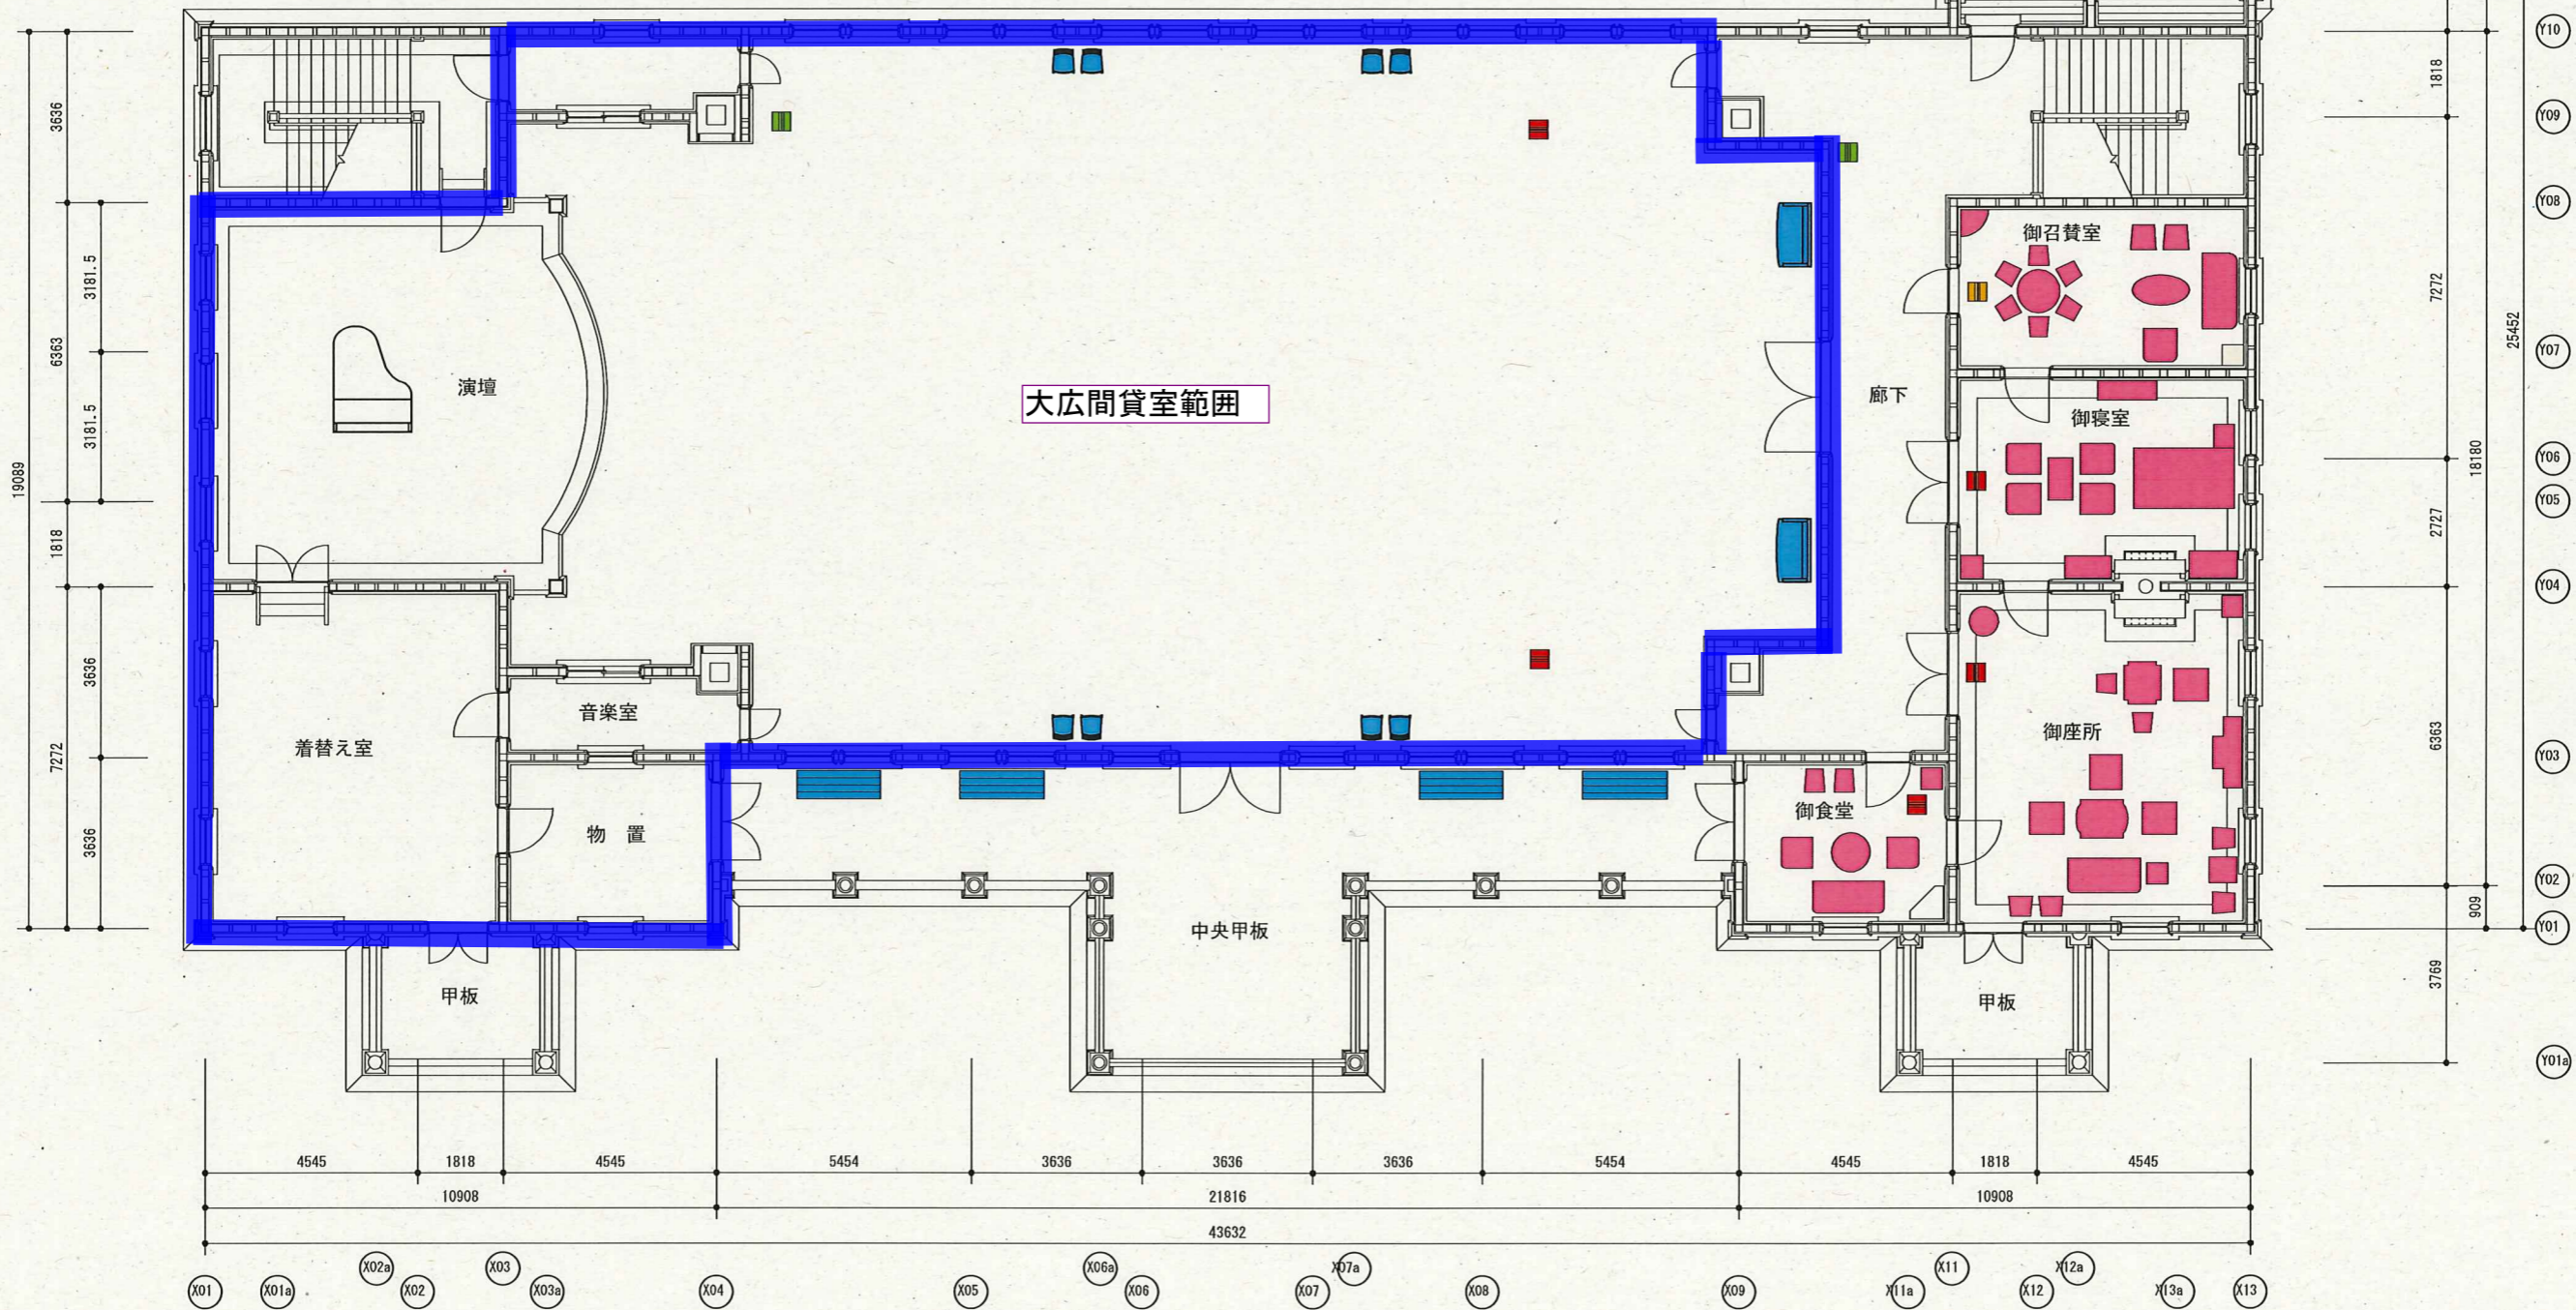 Y10
1818
3636
Y09
Y08
御召賛室
3181.5
7272
25452
6363
Y07
演壇
大広間貸室範囲
廊下
御寝室
3181.5
19089
18180
Y06
Y05
1818
2727
Y04
3636
音楽室
御座所
着替え室
7272
6363
Y03
物 置
御食堂
3636
Y02
909
中央甲板
Y01
甲板
甲板
3769
Y01a
4545
1818
4545
5454
3636
3636
3636
5454
4545
1818
4545
10908
21816
10908
43632
X02a
X03
X06a
X07a
X11
X12a
X01
X01a
X02
X03a
X04
X05
X06
X07
X08
X09
X11a
X12
X13a
X13